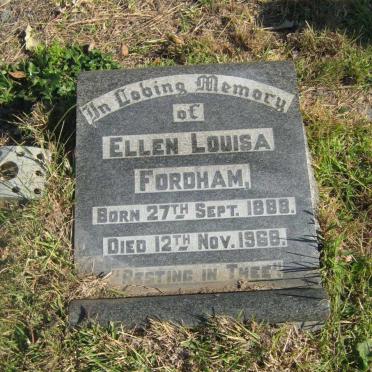 In Loving Memory
of
ELLEN LOUISA
FORDHAM,
BORN 27TH SEPT. 1888.
DIED 12TH NOV. 1968.
"RESTING IN THEE"